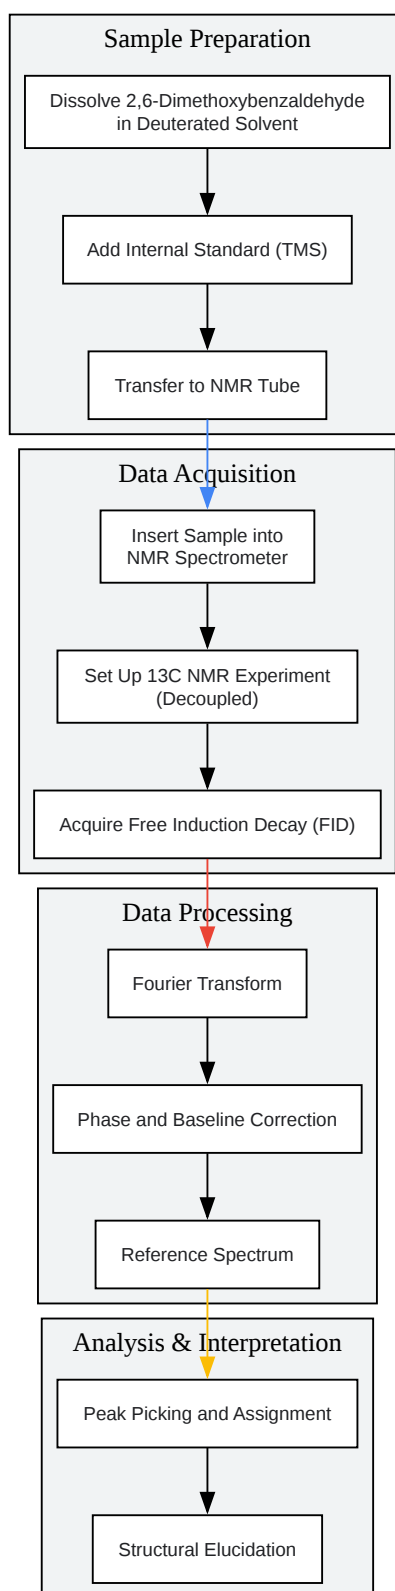 Sample Preparation
Dissolve 2,6-Dimethoxybenzaldehyde
in Deuterated Solvent
Add Internal Standard (TMS)
Transfer to NMR Tube
Data Acquisition
Insert Sample into
NMR Spectrometer
Set Up 13C NMR Experiment
(Decoupled)
Acquire Free Induction Decay (FID)
Data Processing
Fourier Transform
Phase and Baseline Correction
Reference Spectrum
Analysis & Interpretation
Peak Picking and Assignment
Structural Elucidation